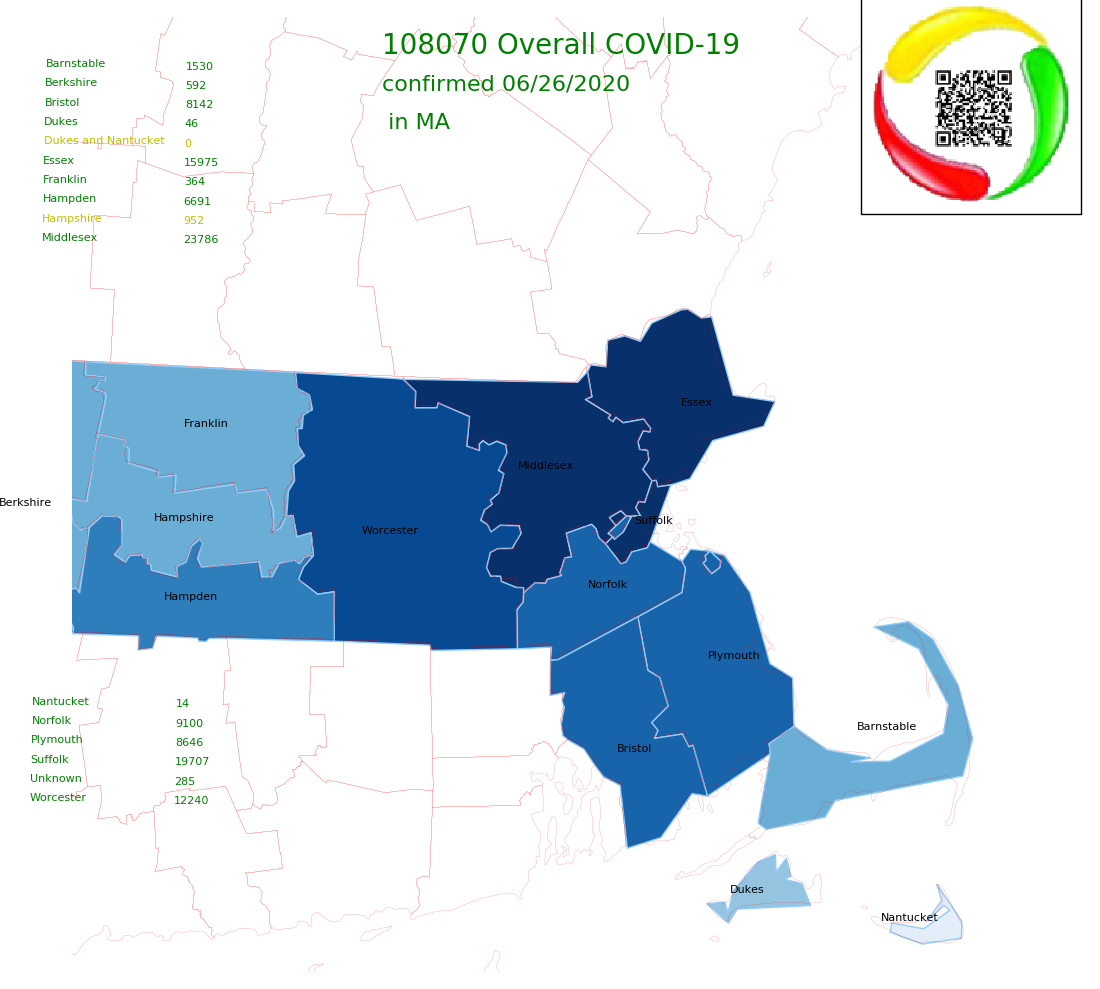 108070 Overall COVID-19
confirmed 06/26/2020
in MA
Barnstable 1530
Berkshire 592
Bristol 8142
Dukes 46
Dukes and Nantucket 0
Essex 15975
Franklin 364
Hampden 6691
Hampshire 952
Middlesex 23786
Essex
Franklin
Middlesex
Berkshire
Hampshire
Suffolk
Worcester
Norfolk
Hampden
Plymouth
Nantucket 14
Norfolk 9100
Plymouth 8646
Suffolk 19707
Unknown 285
Worcester 12240
Barnstable
Bristol
Dukes
Nantucket